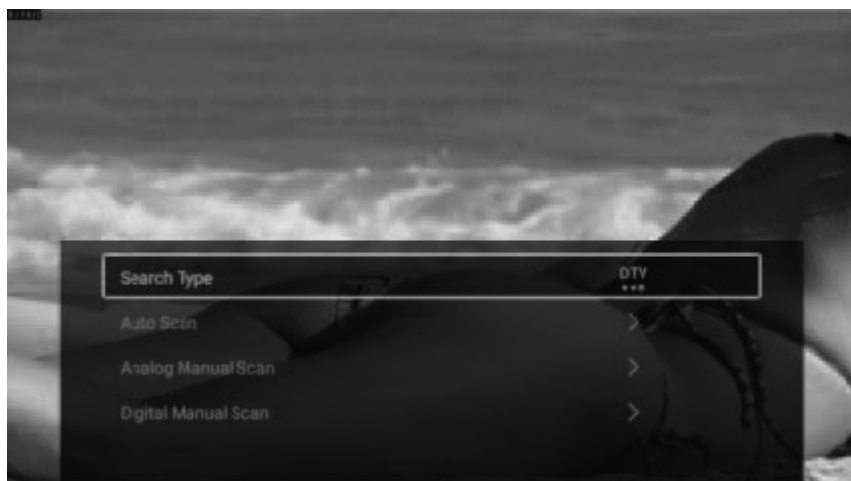 Search Type DTV
Auto Scan >
Analog Manual Scan >
Digital Manual Scan >